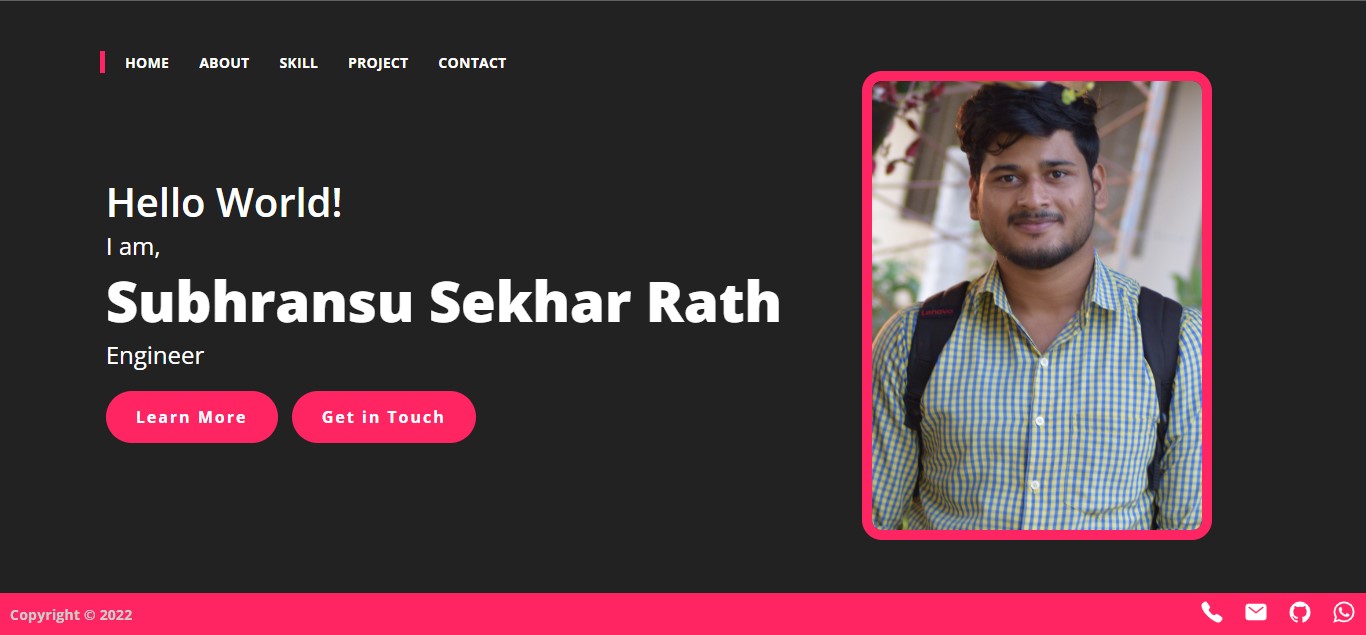 HOME ABOUT SKILL PROJECT CONTACT
Hello World!
I am,
Subhransu Sekhar Rath
Engineer
Learn More Get in Touch
Lenovo
Copyright © 2022